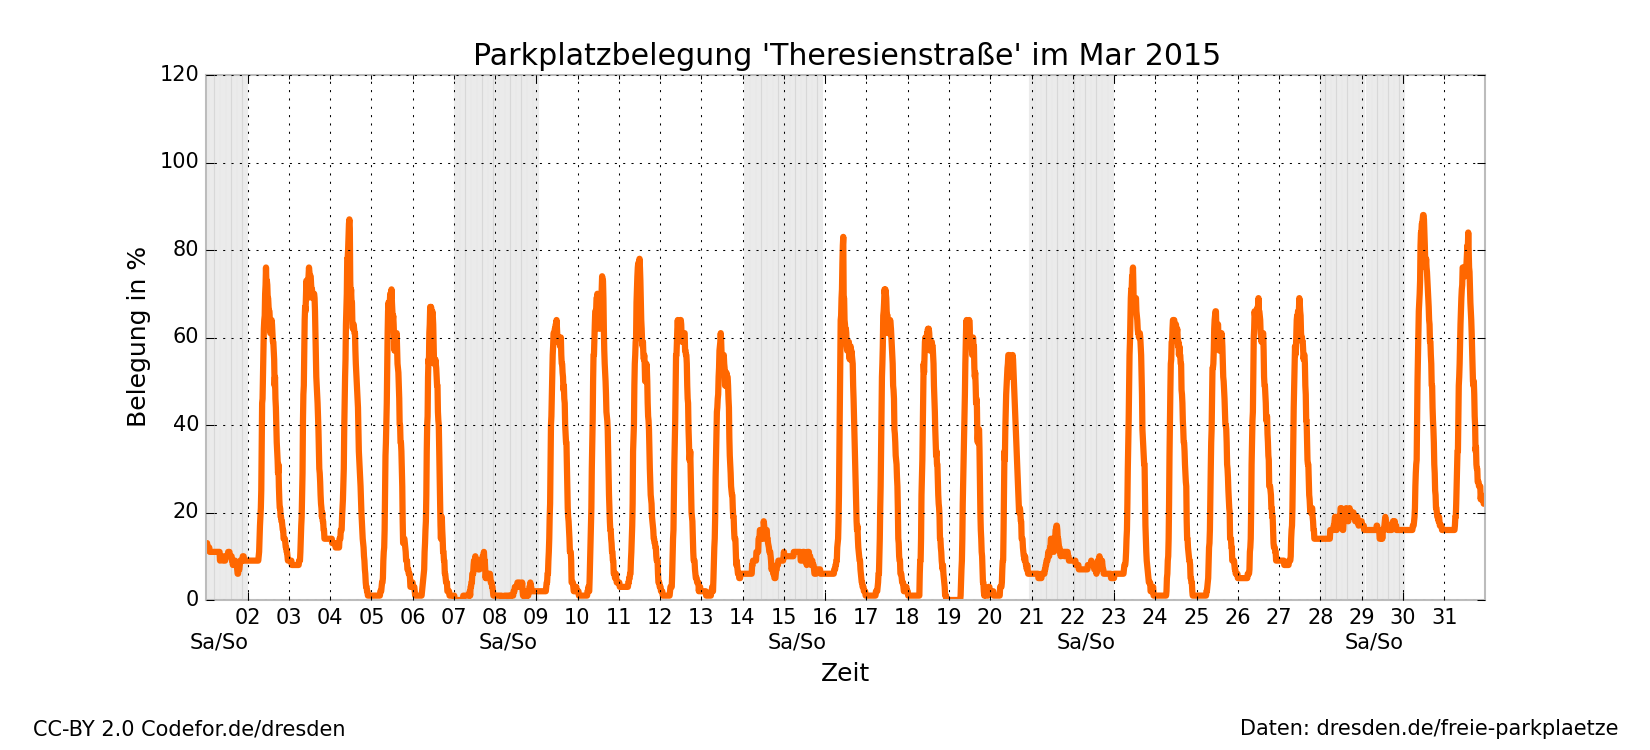 Parkplatzbelegung 'Theresienstraße' im Mar 2015
120
100
80
60
40
20
0
Belegung in %
02 03 04 05 06 07 08 09 10 11 12 13 14 15 16 17 18 19 20 21 22 23 24 25 26 27 28 29 30 31
Sa/So Sa/So Sa/So Sa/So Sa/So
Zeit
CC-BY 2.0 Codefor.de/dresden
Daten: dresden.de/freie-parkplaetze